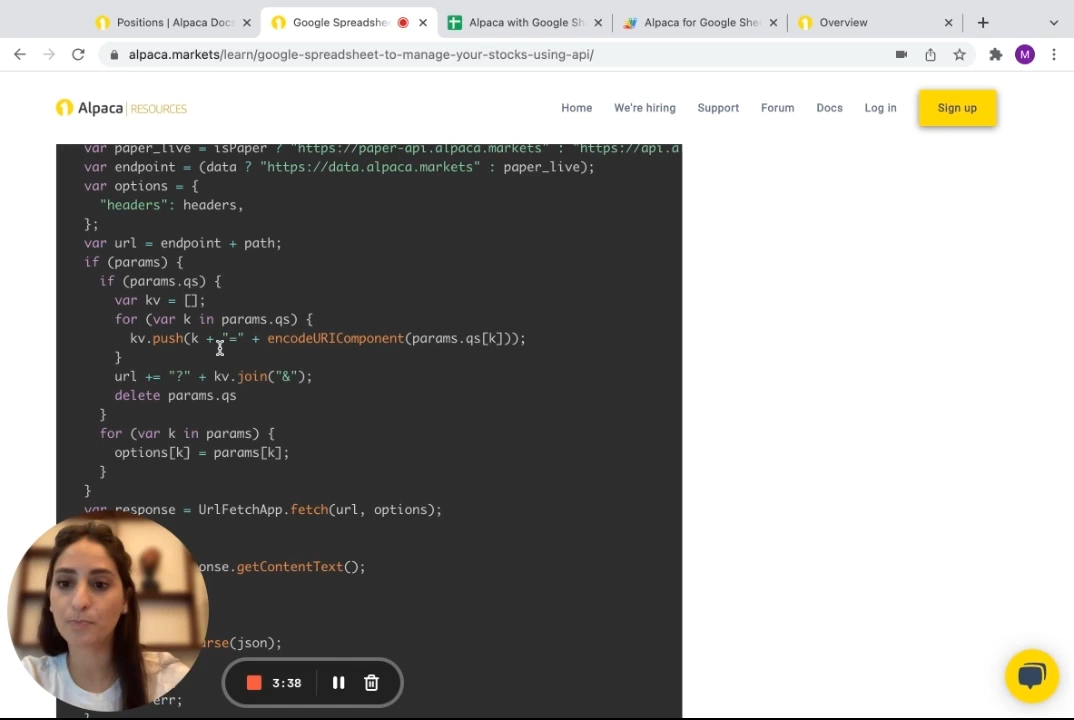 Positions | Alpaca Docs
Google Spreadshee
Alpaca with Google Sh
Alpaca for Google She
Overview
alpaca.markets/learn/google-spreadsheet-to-manage-your-stocks-using-api/
M
Alpaca | RESOURCES
Home
We're hiring
Support
Forum
Docs
Log in
Sign up
var paper_live = isPaper ? "https://paper-api.alpaca.markets" : "https://api.a
var endpoint = (data ? "https://data.alpaca.markets" : paper_live);
var options = {
"headers": headers,
};
var url = endpoint + path;
if (params) {
if (params.qs) {
var kv = [];
for (var k in params.qs) {
kv.push(k + "=" + encodeURIComponent(params.qs[k]));
}
url += "?" + kv.join("&");
delete params.qs
}
for (var k in params) {
options[k] = params[k];
}
}
var response = UrlFetchApp.fetch(url, options);
onse.getContentText();
arse(json);
err;
}
3:38